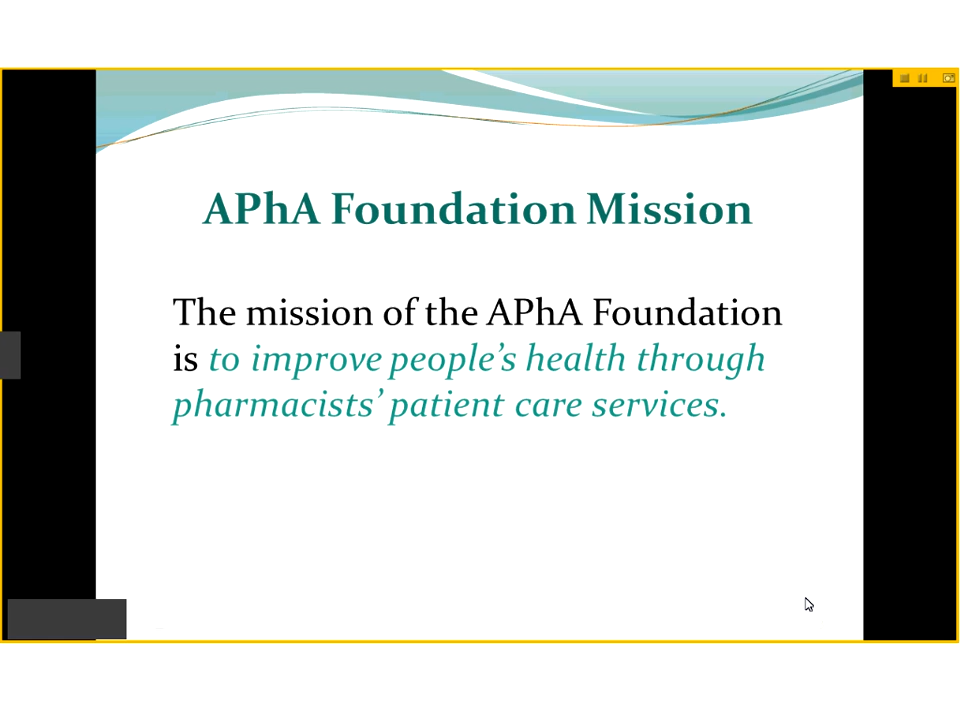 APhA Foundation Mission
The mission of the APhA Foundation
is to improve people’s health through
pharmacists’ patient care services.